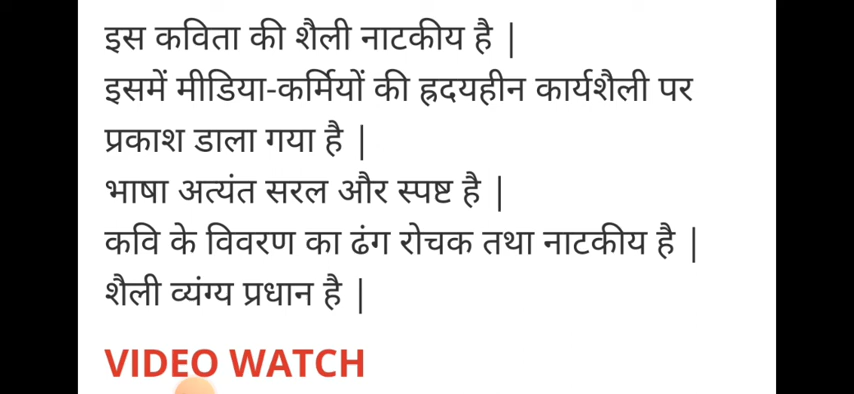 इस कविता की शैली नाटकीय है |
इसमें मीडिया-कर्मियों की ह्रदयहीन कार्यशैली पर
प्रकाश डाला गया है |
भाषा अत्यंत सरल और स्पष्ट है |
कवि के विवरण का ढंग रोचक तथा नाटकीय है |
शैली व्यंग्य प्रधान है |
VIDEO WATCH